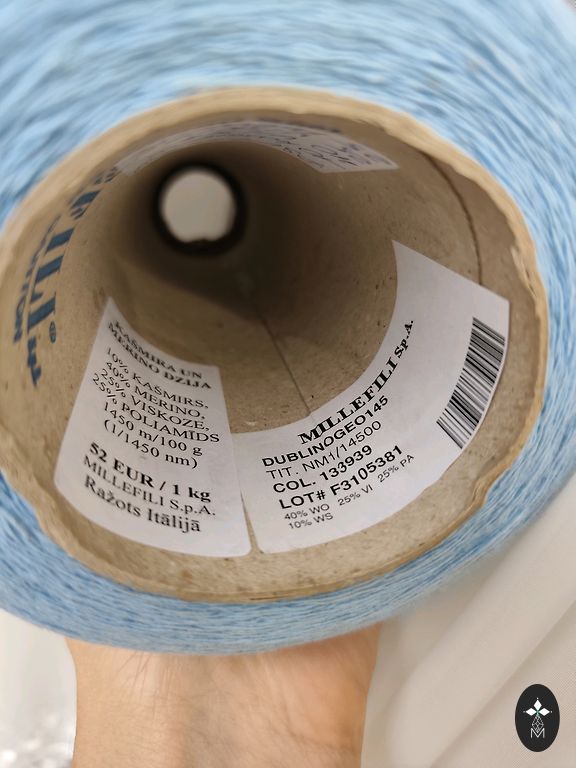 KAŠMIRA UN
MERINO DZIJA
10% KAŠMIRS,
40% MERINO,
25% VISKOZE,
25% POLIAMĪDS
1450 m/100 g
(1/1450 nm)
52 EUR / 1 kg
MILLEFILI S.p.A.
Ražots Itālijā
MILLEFILI S.p.A.
DUBLINOGEO145
TIT. NM1/14500
COL. 133939
LOT# F3105381
40% WO 25% VI 25% PA
10% WS
M